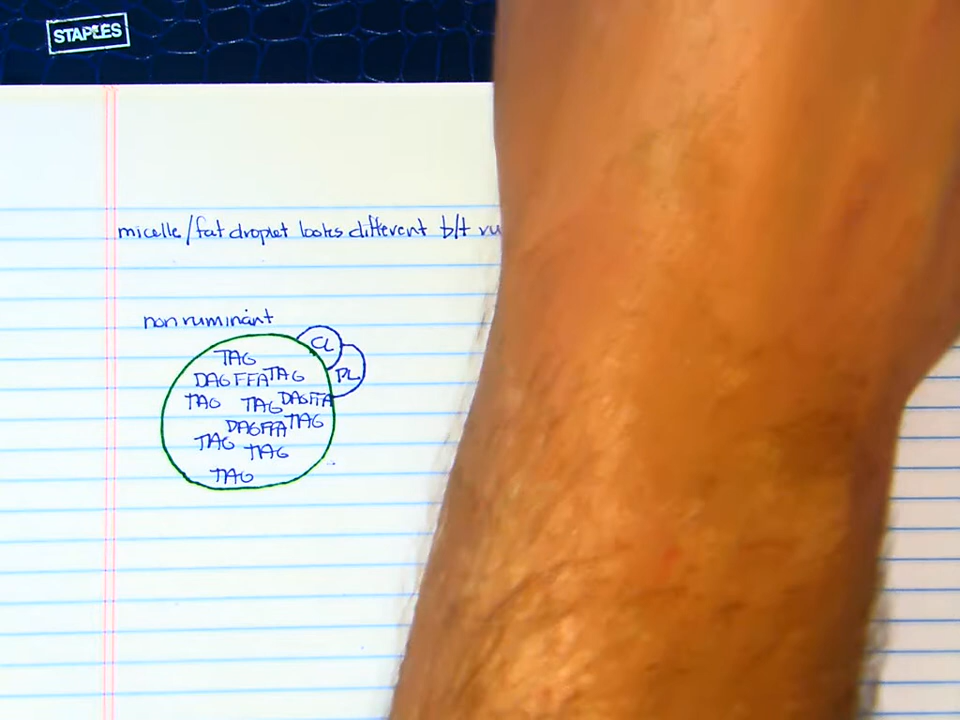 STAPLES
micelle/fat droplet looks different b/t
nonruminant
CL
TAG
PL
DAG FFA TAG
TAG TAG DAG FFA
DAG FFA TAG
TAG TAG
TAG